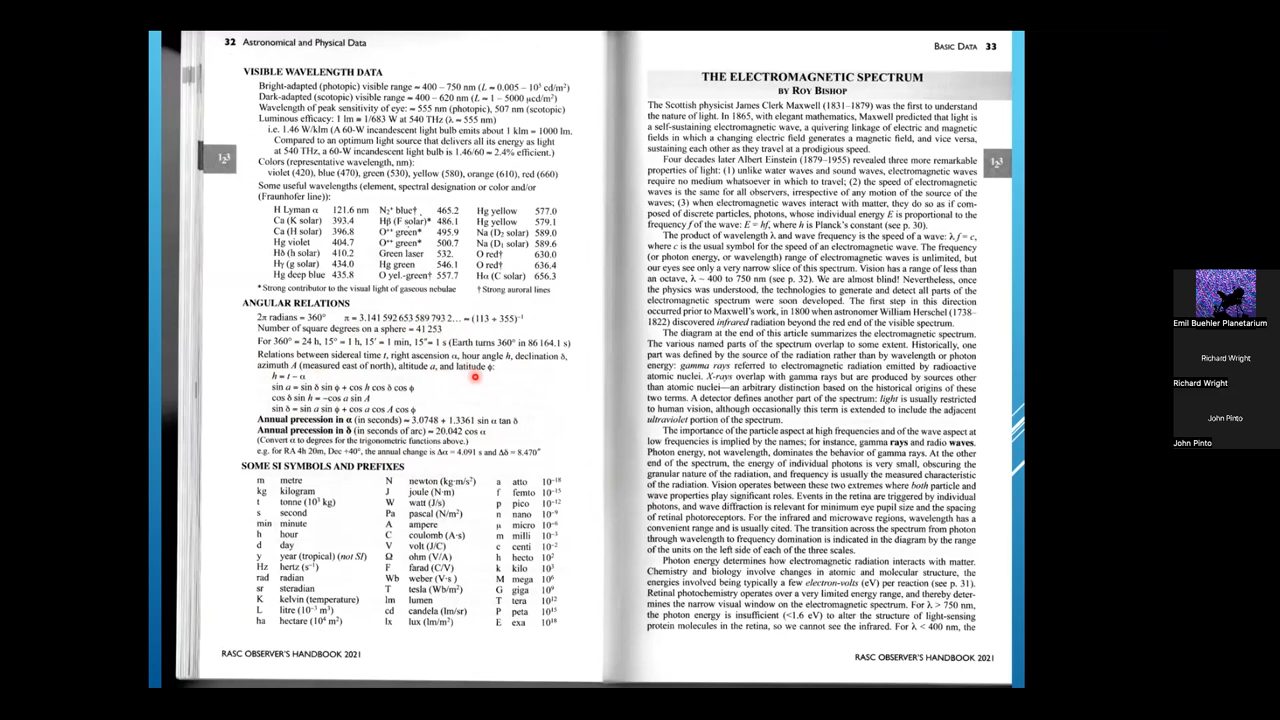 32 Astronomical and Physical Data
VISIBLE WAVELENGTH DATA
Bright-adapted (photopic) visible range ≈ 400 – 750 nm (L ≈ 0.005 – 10⁵ cd/m²)
Dark-adapted (scotopic) visible range ≈ 400 – 620 nm (L ≈ 1 – 5000 μcd/m²)
Wavelength of peak sensitivity of eye: ≈ 555 nm (photopic), 507 nm (scotopic)
Luminous efficacy: 1 lm ≡ 1/683 W at 540 THz (λ ≈ 555 nm)
i.e. 1.46 W/klm (A 60-W incandescent light bulb emits about 1 klm = 1000 lm.
Compared to an optimum light source that delivers all its energy as light
at 540 THz, a 60-W incandescent light bulb is 1.46/60 ≈ 2.4% efficient.)
Colors (representative wavelength, nm):
violet (420), blue (470), green (530), yellow (580), orange (610), red (660)
Some useful wavelengths (element, spectral designation or color and/or
(Fraunhofer line)):
H Lyman α 121.6 nm N₂⁺ blue† 465.2 Hg yellow 577.0
Ca (K solar) 393.4 Hβ (F solar)* 486.1 Hg yellow 579.1
Ca (H solar) 396.8 O⁺⁺ green* 495.9 Na (D₂ solar) 589.0
Hg violet 404.7 O⁺⁺ green* 500.7 Na (D₁ solar) 589.6
Hδ (h solar) 410.2 Green laser 532. O red† 630.0
Hγ (g solar) 434.0 Hg green 546.1 O red† 636.4
Hg deep blue 435.8 O yel.-green† 557.7 Hα (C solar) 656.3
* Strong contributor to the visual light of gaseous nebulae † Strong auroral lines
ANGULAR RELATIONS
2π radians = 360° π = 3.141 592 653 589 793 2... ≈ (113 ÷ 355)⁻¹
Number of square degrees on a sphere = 41 253
For 360° = 24 h, 15° = 1 h, 15′ = 1 min, 15″ = 1 s (Earth turns 360° in 86 164.1 s)
Relations between sidereal time t, right ascension α, hour angle h, declination δ,
azimuth A (measured east of north), altitude a, and latitude ϕ:
h = t – α
sin a = sin δ sin ϕ + cos h cos δ cos ϕ
cos δ sin h = –cos a sin A
sin δ = sin a sin ϕ + cos a cos A cos ϕ
Annual precession in α (in seconds) ≈ 3.0748 + 1.3361 sin α tan δ
Annual precession in δ (in seconds of arc) ≈ 20.042 cos α
(Convert α to degrees for the trigonometric functions above.)
e.g. for RA 4h 20m, Dec +40°, the annual change is Δα = 4.091 s and Δδ = 8.470″
SOME SI SYMBOLS AND PREFIXES
m metre N newton (kg·m/s²) a atto 10⁻¹⁸
kg kilogram J joule (N·m) f femto 10⁻¹⁵
t tonne (10³ kg) W watt (J/s) p pico 10⁻¹²
s second Pa pascal (N/m²) n nano 10⁻⁹
min minute A ampere μ micro 10⁻⁶
h hour C coulomb (A·s) m milli 10⁻³
d day V volt (J/C) c centi 10⁻²
y year (tropical) (not SI) Ω ohm (V/A) h hecto 10²
Hz hertz (s⁻¹) F farad (C/V) k kilo 10³
rad radian Wb weber (V·s) M mega 10⁶
sr steradian T tesla (Wb/m²) G giga 10⁹
K kelvin (temperature) lm lumen T tera 10¹²
L litre (10⁻³ m³) cd candela (lm/sr) P peta 10¹⁵
ha hectare (10⁴ m²) lx lux (lm/m²) E exa 10¹⁸
RASC OBSERVER'S HANDBOOK 2021
BASIC DATA 33
THE ELECTROMAGNETIC SPECTRUM
BY ROY BISHOP
The Scottish physicist James Clerk Maxwell (1831–1879) was the first to understand
the nature of light. In 1865, with elegant mathematics, Maxwell predicted that light is
a self-sustaining electromagnetic wave, a quivering linkage of electric and magnetic
fields in which a changing electric field generates a magnetic field, and vice versa,
sustaining each other as they travel at a prodigious speed.
Four decades later Albert Einstein (1879–1955) revealed three more remarkable
properties of light: (1) unlike water waves and sound waves, electromagnetic waves
require no medium whatsoever in which to travel; (2) the speed of electromagnetic
waves is the same for all observers, irrespective of any motion of the source of the
waves; (3) when electromagnetic waves interact with matter, they do so as if com-
posed of discrete particles, photons, whose individual energy E is proportional to the
frequency f of the wave: E = hf, where h is Planck's constant (see p. 30).
The product of wavelength λ and wave frequency is the speed of a wave: λ f = c,
where c is the usual symbol for the speed of an electromagnetic wave. The frequency
(or photon energy, or wavelength) range of electromagnetic waves is unlimited, but
our eyes see only a very narrow slice of this spectrum. Vision has a range of less than
an octave, λ ~ 400 to 750 nm (see p. 32). We are almost blind! Nevertheless, once
the physics was understood, the technologies to generate and detect all parts of the
electromagnetic spectrum were soon developed. The first step in this direction
occurred prior to Maxwell's work, in 1800 when astronomer William Herschel (1738–
1822) discovered infrared radiation beyond the red end of the visible spectrum.
The diagram at the end of this article summarizes the electromagnetic spectrum.
The various named parts of the spectrum overlap to some extent. Historically, one
part was defined by the source of the radiation rather than by wavelength or photon
energy: gamma rays referred to electromagnetic radiation emitted by radioactive
atomic nuclei. X-rays overlap with gamma rays but are produced by sources other
than atomic nuclei—an arbitrary distinction based on the historical origins of these
two terms. A detector defines another part of the spectrum: light is usually restricted
to human vision, although occasionally this term is extended to include the adjacent
ultraviolet portion of the spectrum.
The importance of the particle aspect at high frequencies and of the wave aspect at
low frequencies is implied by the names; for instance, gamma rays and radio waves.
Photon energy, not wavelength, dominates the behavior of gamma rays. At the other
end of the spectrum, the energy of individual photons is very small, obscuring the
granular nature of the radiation, and frequency is usually the measured characteristic
of the radiation. Vision operates between these two extremes where both particle and
wave properties play significant roles. Events in the retina are triggered by individual
photons, and wave diffraction is relevant for minimum eye pupil size and the spacing
of retinal photoreceptors. For the infrared and microwave regions, wavelength has a
convenient range and is usually cited. The transition across the spectrum from photon
through wavelength to frequency domination is indicated in the diagram by the range
of the units on the left side of each of the three scales.
Photon energy determines how electromagnetic radiation interacts with matter.
Chemistry and biology involve changes in atomic and molecular structure, the
energies involved being typically a few electron-volts (eV) per reaction (see p. 31).
Retinal photochemistry operates over a very limited energy range, and thereby deter-
mines the narrow visual window on the electromagnetic spectrum. For λ > 750 nm,
the photon energy is insufficient (<1.6 eV) to alter the structure of light-sensing
protein molecules in the retina, so we cannot see the infrared. For λ < 400 nm, the
RASC OBSERVER'S HANDBOOK 2021
Emil Buehler Planetarium
Richard Wright
Richard Wright
John Pinto
John Pinto